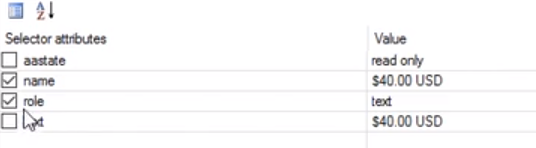 Selector attributes Value
aastate read only
name $40.00 USD
role text
$40.00 USD